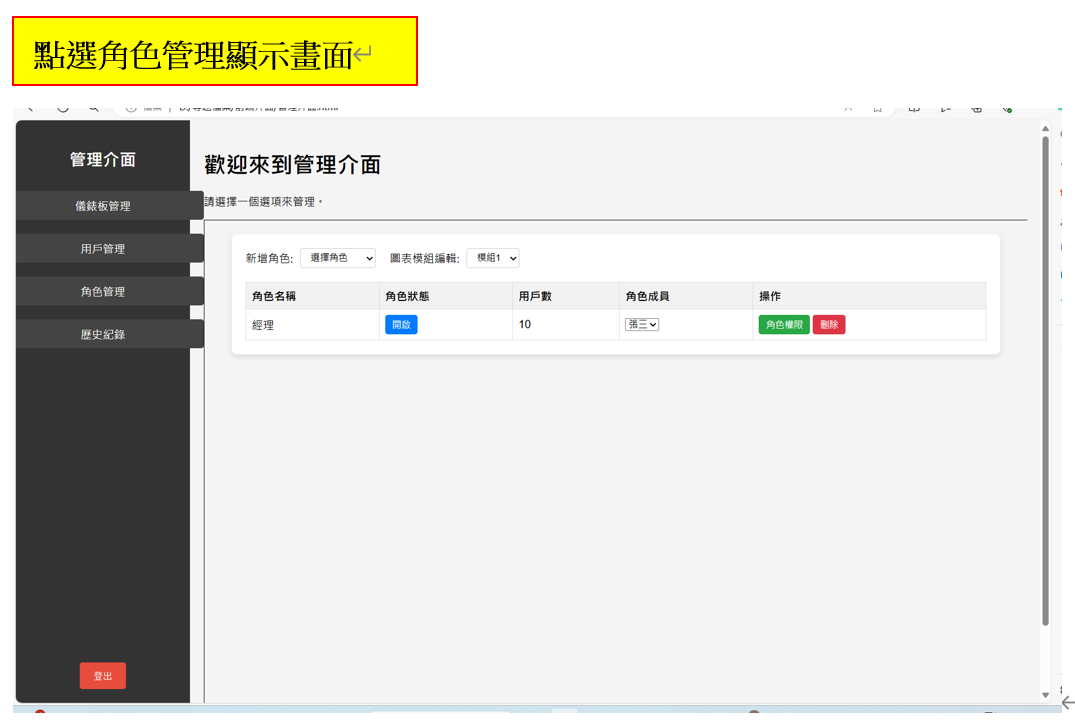 點選角色管理顯示畫面
管理介面
儀錶板管理
用戶管理
角色管理
歷史紀錄
登出
歡迎來到管理介面
請選擇一個選項來管理。
新增角色: 選擇角色 圖表模組編輯: 模組1
角色名稱 角色狀態 用戶數 角色成員 操作
經理 開啟 10 張三 角色權限 刪除